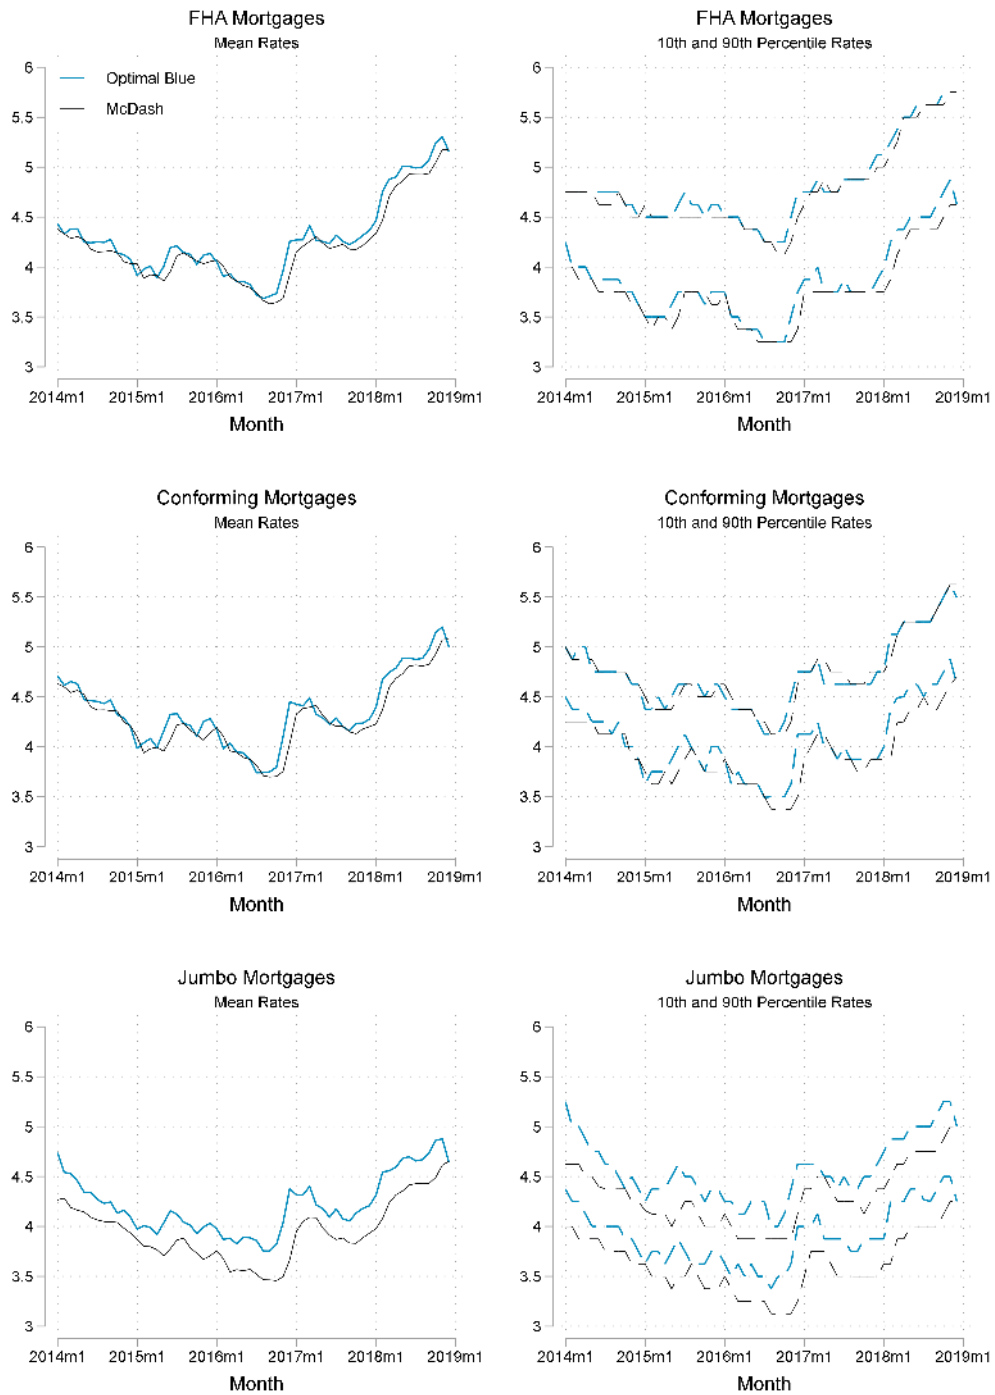 FHA Mortgages
Mean Rates
6
5.5
5
4.5
4
3.5
3
Optimal Blue
McDash
2014m1 2015m1 2016m1 2017m1 2018m1 2019m1
Month
FHA Mortgages
10th and 90th Percentile Rates
6
5.5
5
4.5
4
3.5
3
2014m1 2015m1 2016m1 2017m1 2018m1 2019m1
Month
Conforming Mortgages
Mean Rates
6
5.5
5
4.5
4
3.5
3
2014m1 2015m1 2016m1 2017m1 2018m1 2019m1
Month
Conforming Mortgages
10th and 90th Percentile Rates
6
5.5
5
4.5
4
3.5
3
2014m1 2015m1 2016m1 2017m1 2018m1 2019m1
Month
Jumbo Mortgages
Mean Rates
6
5.5
5
4.5
4
3.5
3
2014m1 2015m1 2016m1 2017m1 2018m1 2019m1
Month
Jumbo Mortgages
10th and 90th Percentile Rates
6
5.5
5
4.5
4
3.5
3
2014m1 2015m1 2016m1 2017m1 2018m1 2019m1
Month